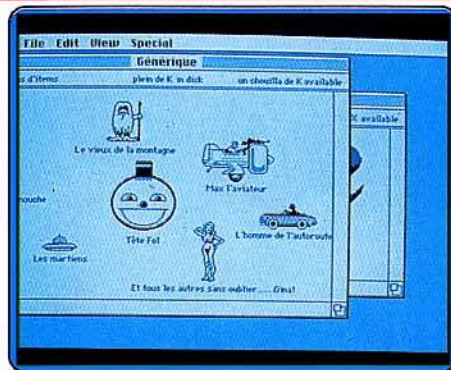 File Edit View Special
Générique
s d'items plein de K in disk un chouilla de K available
K available
Le vieux de la montagne
Max l'aviateur
ouche
Tête Fol
L'homme de l'autoroute
Les martiens
Et tous les autres sans oublier......Gina!